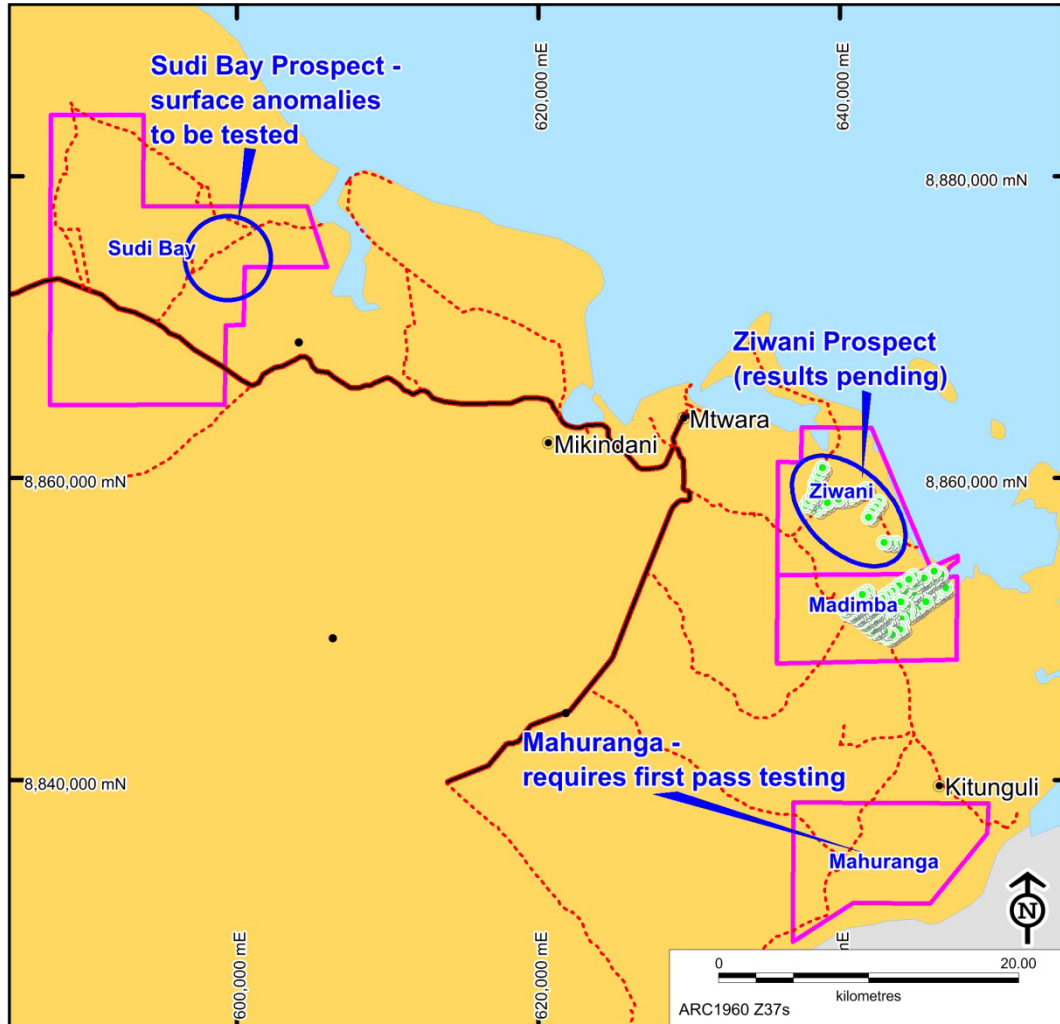 620,000 mE
640,000 mE
Sudi Bay Prospect -
surface anomalies
to be tested
8,880,000 mN
Sudi Bay
Ziwani Prospect
(results pending)
Mtwara
Mikindani
8,860,000 mN
8,860,000 mN
Ziwani
Madimba
Mahuranga -
requires first pass testing
8,840,000 mN
Kitunguli
Mahuranga
N
600,000 mE
620,000 mE
mE
0
20.00
kilometres
ARC1960 Z37s